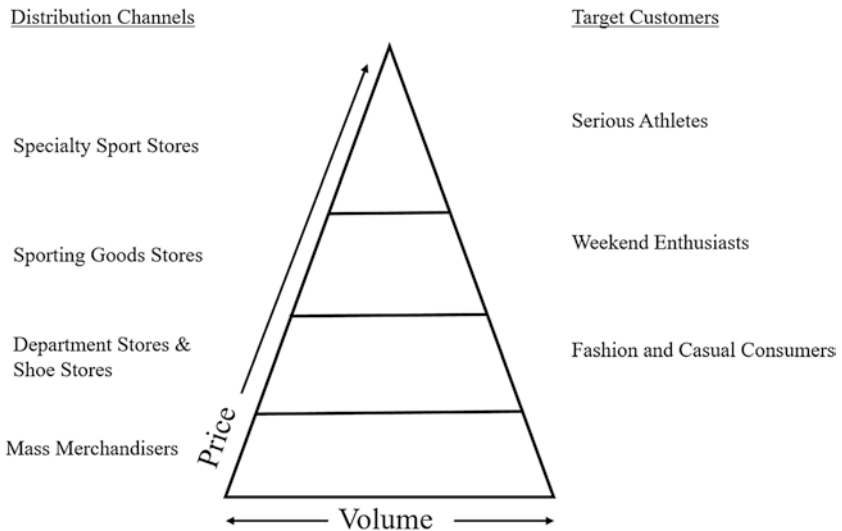 Distribution Channels
Target Customers
Specialty Sport Stores
Serious Athletes
Sporting Goods Stores
Weekend Enthusiasts
Department Stores &
Shoe Stores
Fashion and Casual Consumers
Mass Merchandisers
Price
Volume